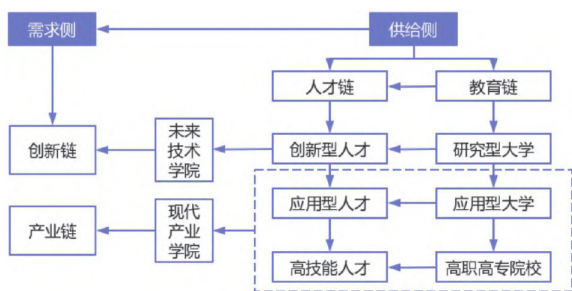 需求侧
供给侧
人才链
教育链
创新链
未来
技术
学院
创新型人才
研究型大学
产业链
现代
产业
学院
应用型人才
应用型大学
高技能人才
高职高专院校